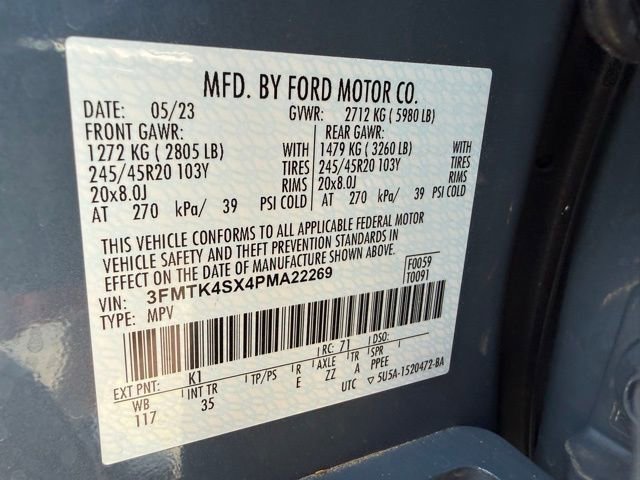 MFD. BY FORD MOTOR CO.
DATE: 05/23 GVWR: 2712 KG ( 5980 LB)
FRONT GAWR: REAR GAWR:
1272 KG ( 2805 LB) WITH 1479 KG ( 3260 LB) WITH
245/45R20 103Y TIRES 245/45R20 103Y TIRES
20x8.0J RIMS 20x8.0J RIMS
AT 270 kPa/ 39 PSI COLD AT 270 kPa/ 39 PSI COLD
THIS VEHICLE CONFORMS TO ALL APPLICABLE FEDERAL MOTOR
VEHICLE SAFETY AND THEFT PREVENTION STANDARDS IN
EFFECT ON THE DATE OF MANUFACTURE SHOWN ABOVE.
VIN: 3FMTK4SX4PMA22269 F0059
TYPE: MPV T0091
EXT PNT: K1 RC: 71 DSO:
WB INT TR TP/PS R AXLE TR SPR
117 35 E ZZ A PPEE
UTC ▽ 5U5A-1520472-BA